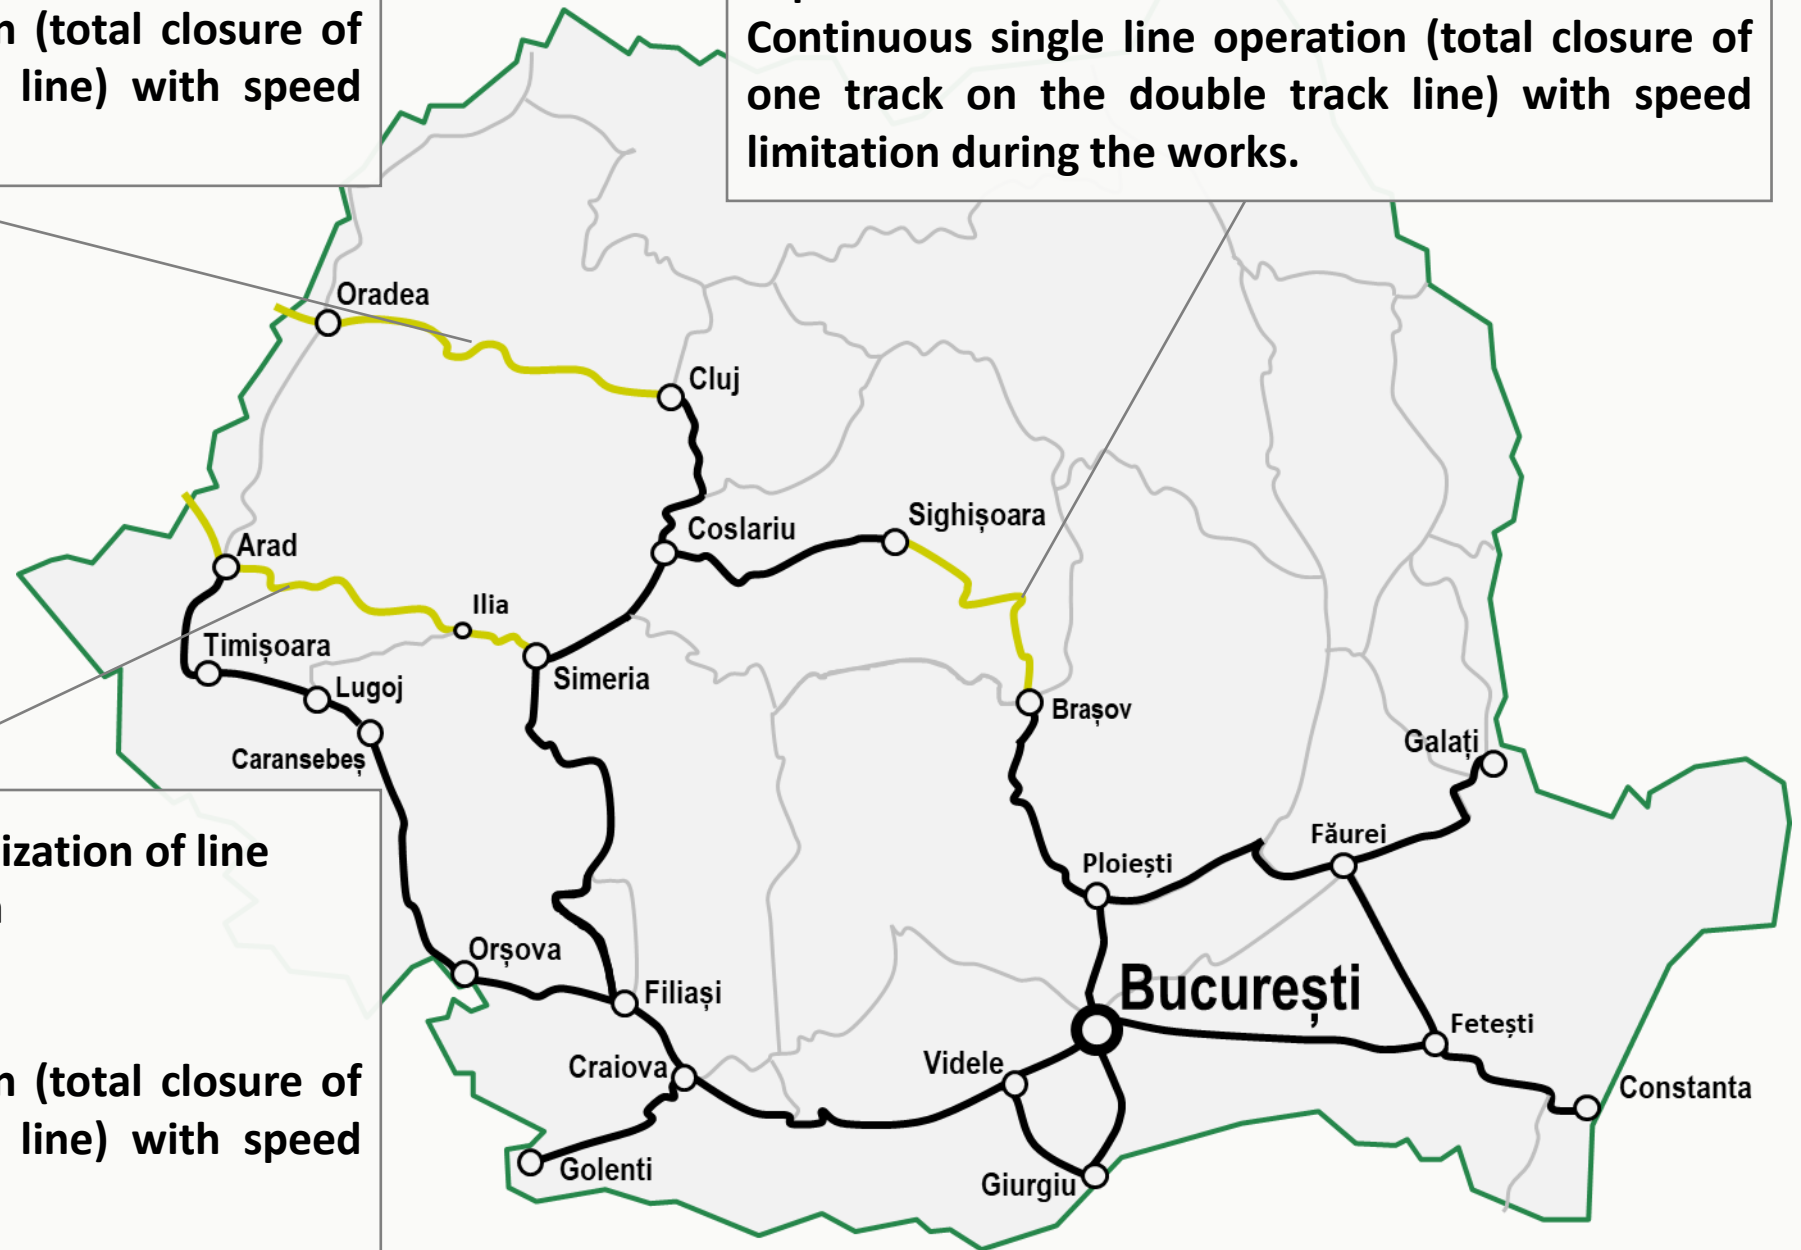 n (total closure of
line) with speed
Continuous single line operation (total closure of
one track on the double track line) with speed
limitation during the works.
Oradea
Cluj
Sighișoara
Coslariu
Arad
Ilia
Timișoara
Simeria
Lugoj
Brașov
Caransebeș
Galați
ization of line
Făurei
Ploiești
Orșova
București
Filiași
Fetești
Videle
Craiova
n (total closure of
Constanta
line) with speed
Golenti
Giurgiu